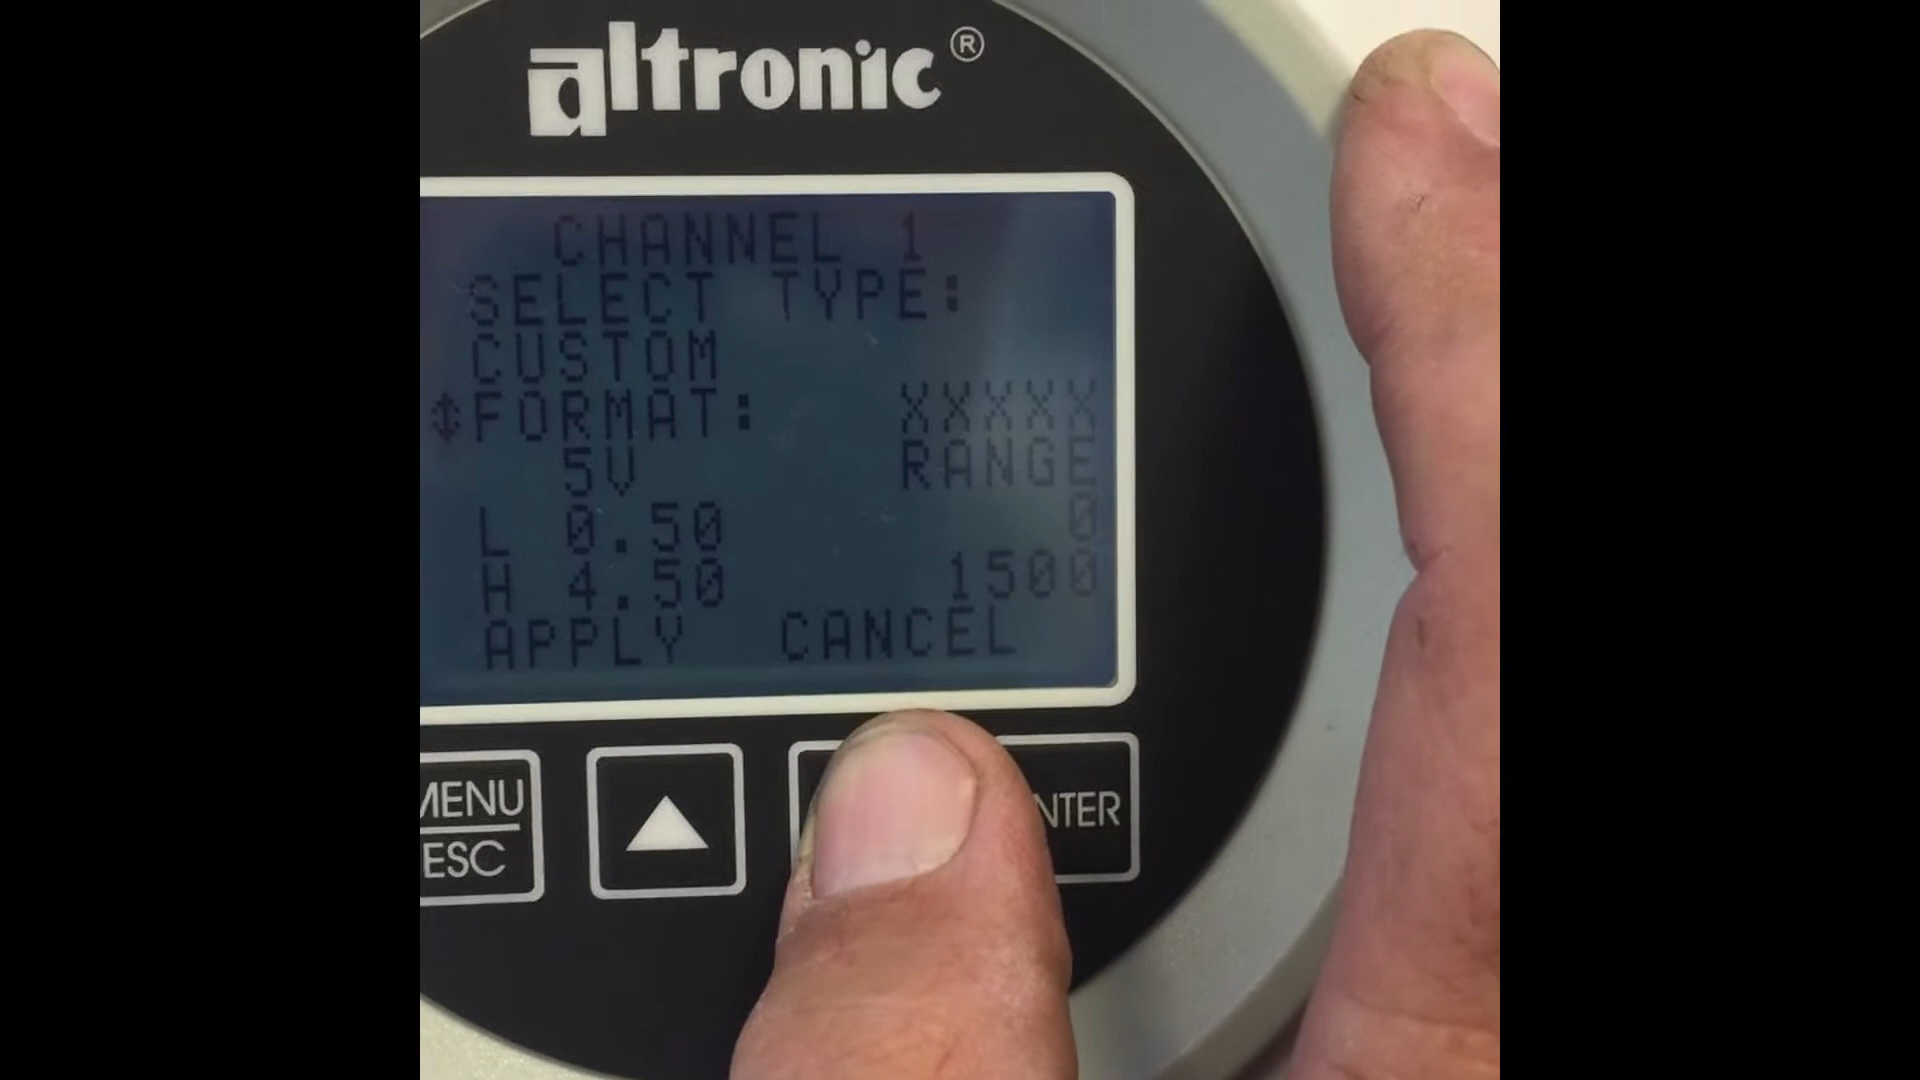 altronic®
CHANNEL 1
SELECT TYPE:
CUSTOM
↕FORMAT: XXXXX
5V RANGE
L 0.50 0
H 4.50 1500
APPLY CANCEL
MENU
ESC
NTER